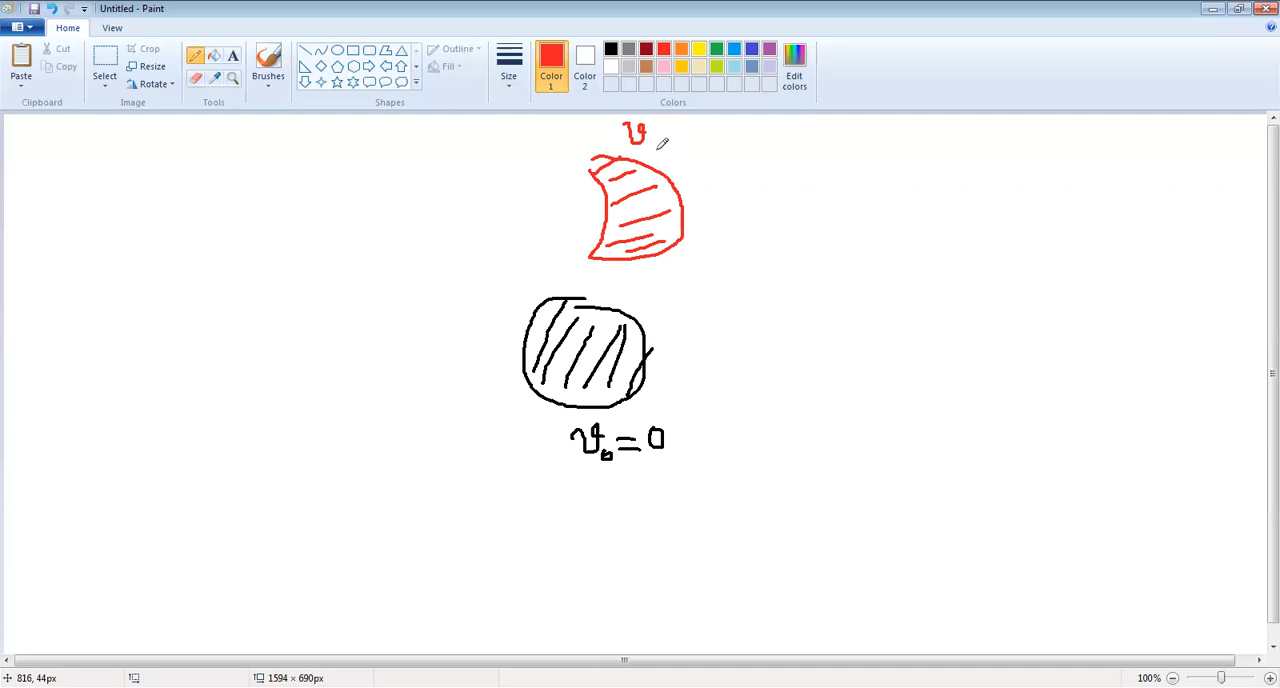 Untitled - Paint
Home
View
Paste
Cut
Copy
Clipboard
Select
Crop
Resize
Rotate
Image
A
Tools
Brushes
Outline
Fill
Shapes
Size
Color 1
Color 2
Edit colors
Colors
ϑ
ϑ₀ = 0
816, 44px
1594 × 690px
100%